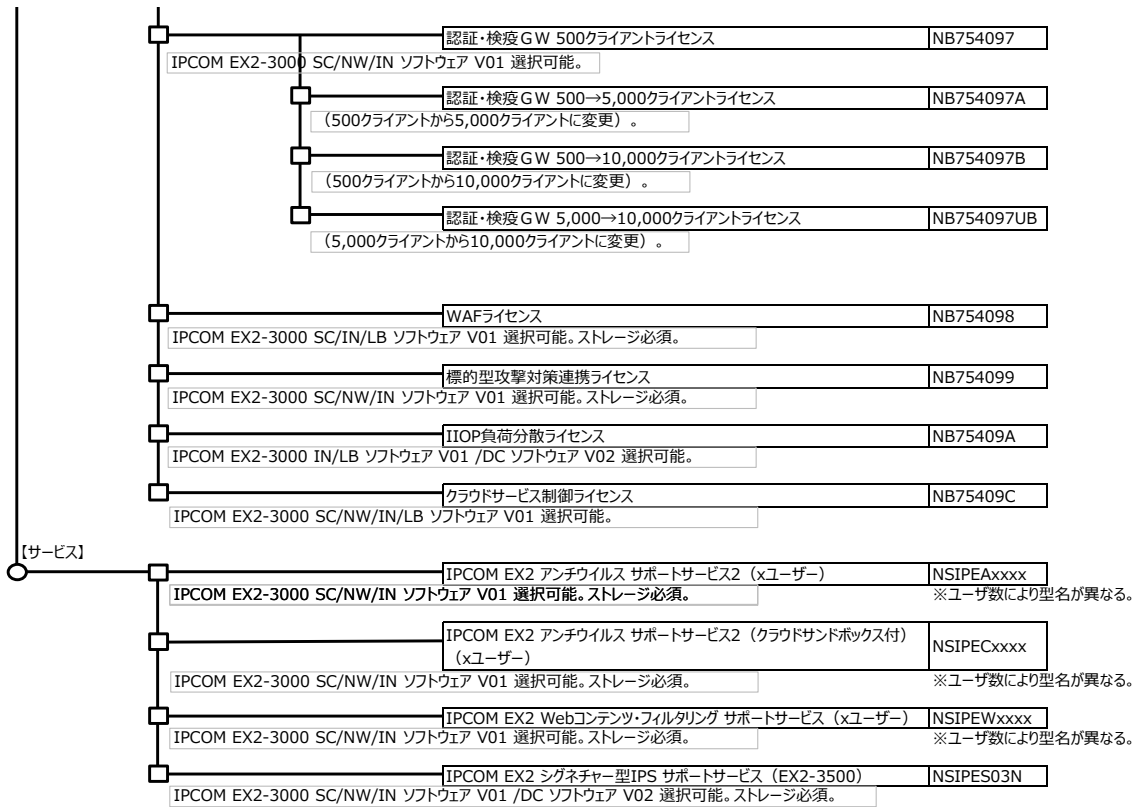 認証・検疫GW 500クライアントライセンス NB754097
IPCOM EX2-3000 SC/NW/IN ソフトウェア V01 選択可能。
認証・検疫GW 500→5,000クライアントライセンス NB754097A
（500クライアントから5,000クライアントに変更）。
認証・検疫GW 500→10,000クライアントライセンス NB754097B
（500クライアントから10,000クライアントに変更）。
認証・検疫GW 5,000→10,000クライアントライセンス NB754097UB
（5,000クライアントから10,000クライアントに変更）。
WAFライセンス NB754098
IPCOM EX2-3000 SC/IN/LB ソフトウェア V01 選択可能。ストレージ必須。
標的型攻撃対策連携ライセンス NB754099
IPCOM EX2-3000 SC/NW/IN ソフトウェア V01 選択可能。ストレージ必須。
IIOP負荷分散ライセンス NB75409A
IPCOM EX2-3000 IN/LB ソフトウェア V01 /DC ソフトウェア V02 選択可能。
クラウドサービス制御ライセンス NB75409C
IPCOM EX2-3000 SC/NW/IN/LB ソフトウェア V01 選択可能。
【サービス】
IPCOM EX2 アンチウイルス サポートサービス2（xユーザー） NSIPEAxxxx
IPCOM EX2-3000 SC/NW/IN ソフトウェア V01 選択可能。ストレージ必須。 ※ユーザ数により型名が異なる。
IPCOM EX2 アンチウイルス サポートサービス2（クラウドサンドボックス付）
（xユーザー） NSIPECxxxx
IPCOM EX2-3000 SC/NW/IN ソフトウェア V01 選択可能。ストレージ必須。 ※ユーザ数により型名が異なる。
IPCOM EX2 Webコンテンツ・フィルタリング サポートサービス（xユーザー） NSIPEWxxxx
IPCOM EX2-3000 SC/NW/IN ソフトウェア V01 選択可能。ストレージ必須。 ※ユーザ数により型名が異なる。
IPCOM EX2 シグネチャー型IPS サポートサービス（EX2-3500） NSIPES03N
IPCOM EX2-3000 SC/NW/IN ソフトウェア V01 /DC ソフトウェア V02 選択可能。ストレージ必須。